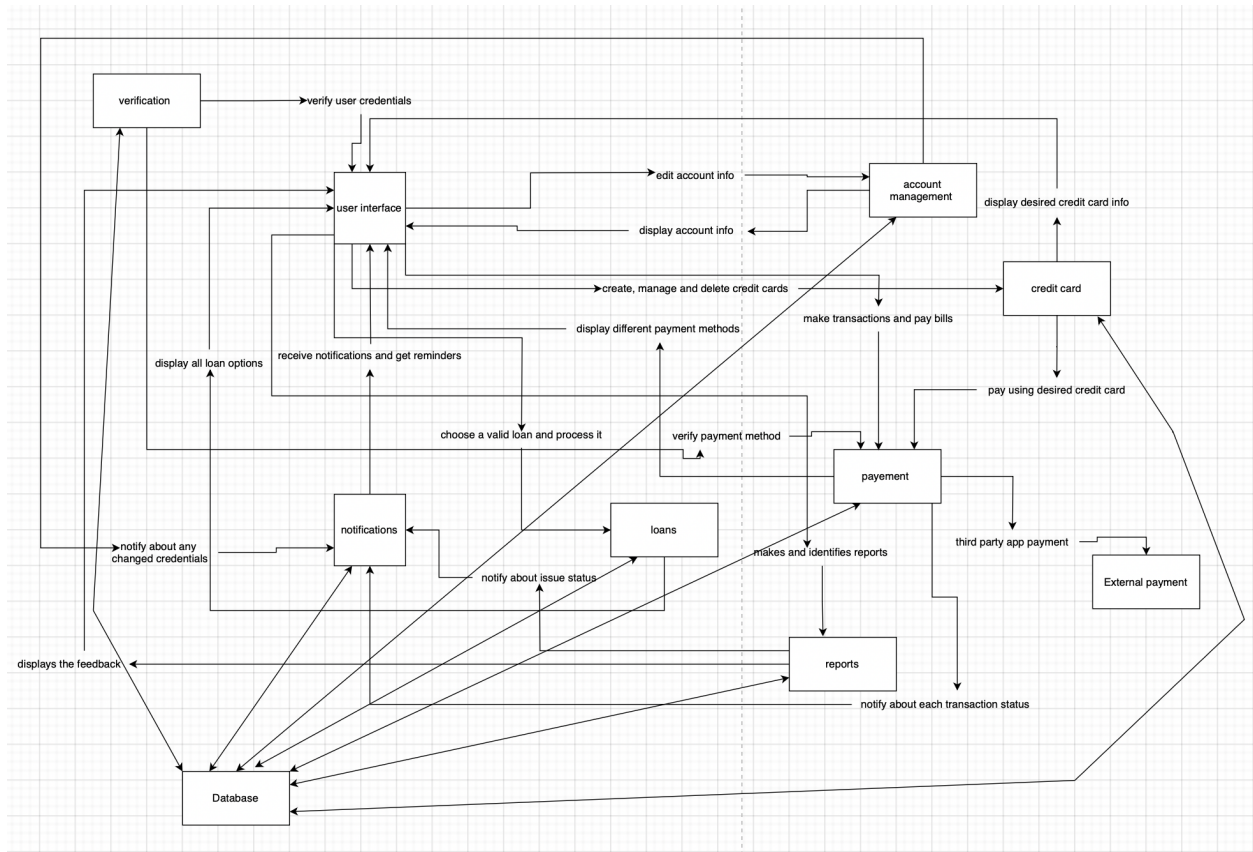 verification
verify user credentials
user interface
edit account info
account
management
display desired credit card info
display account info
create, manage and delete credit cards
credit card
make transactions and pay bills
display different payment methods
receive notifications and get reminders
display all loan options
pay using desired credit card
choose a valid loan and process it
verify payment method
payement
notifications
loans
third party app payment
notify about any
changed credentials
makes and identifies reports
notify about issue status
External payment
displays the feedback
reports
notify about each transaction status
Database